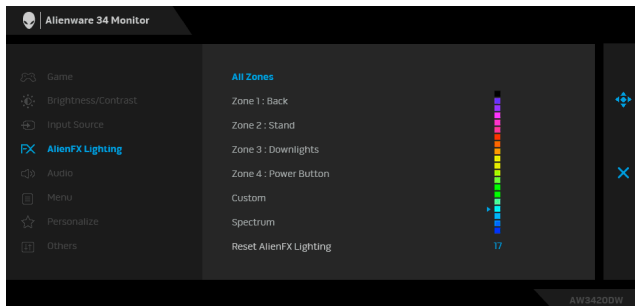 Alienware 34 Monitor
Game
Brightness/Contrast
Input Source
FX AlienFX Lighting
Audio
Menu
Personalize
Others
All Zones
Zone 1 : Back
Zone 2 : Stand
Zone 3 : Downlights
Zone 4 : Power Button
Custom
Spectrum
Reset AlienFX Lighting
17
AW3420DW